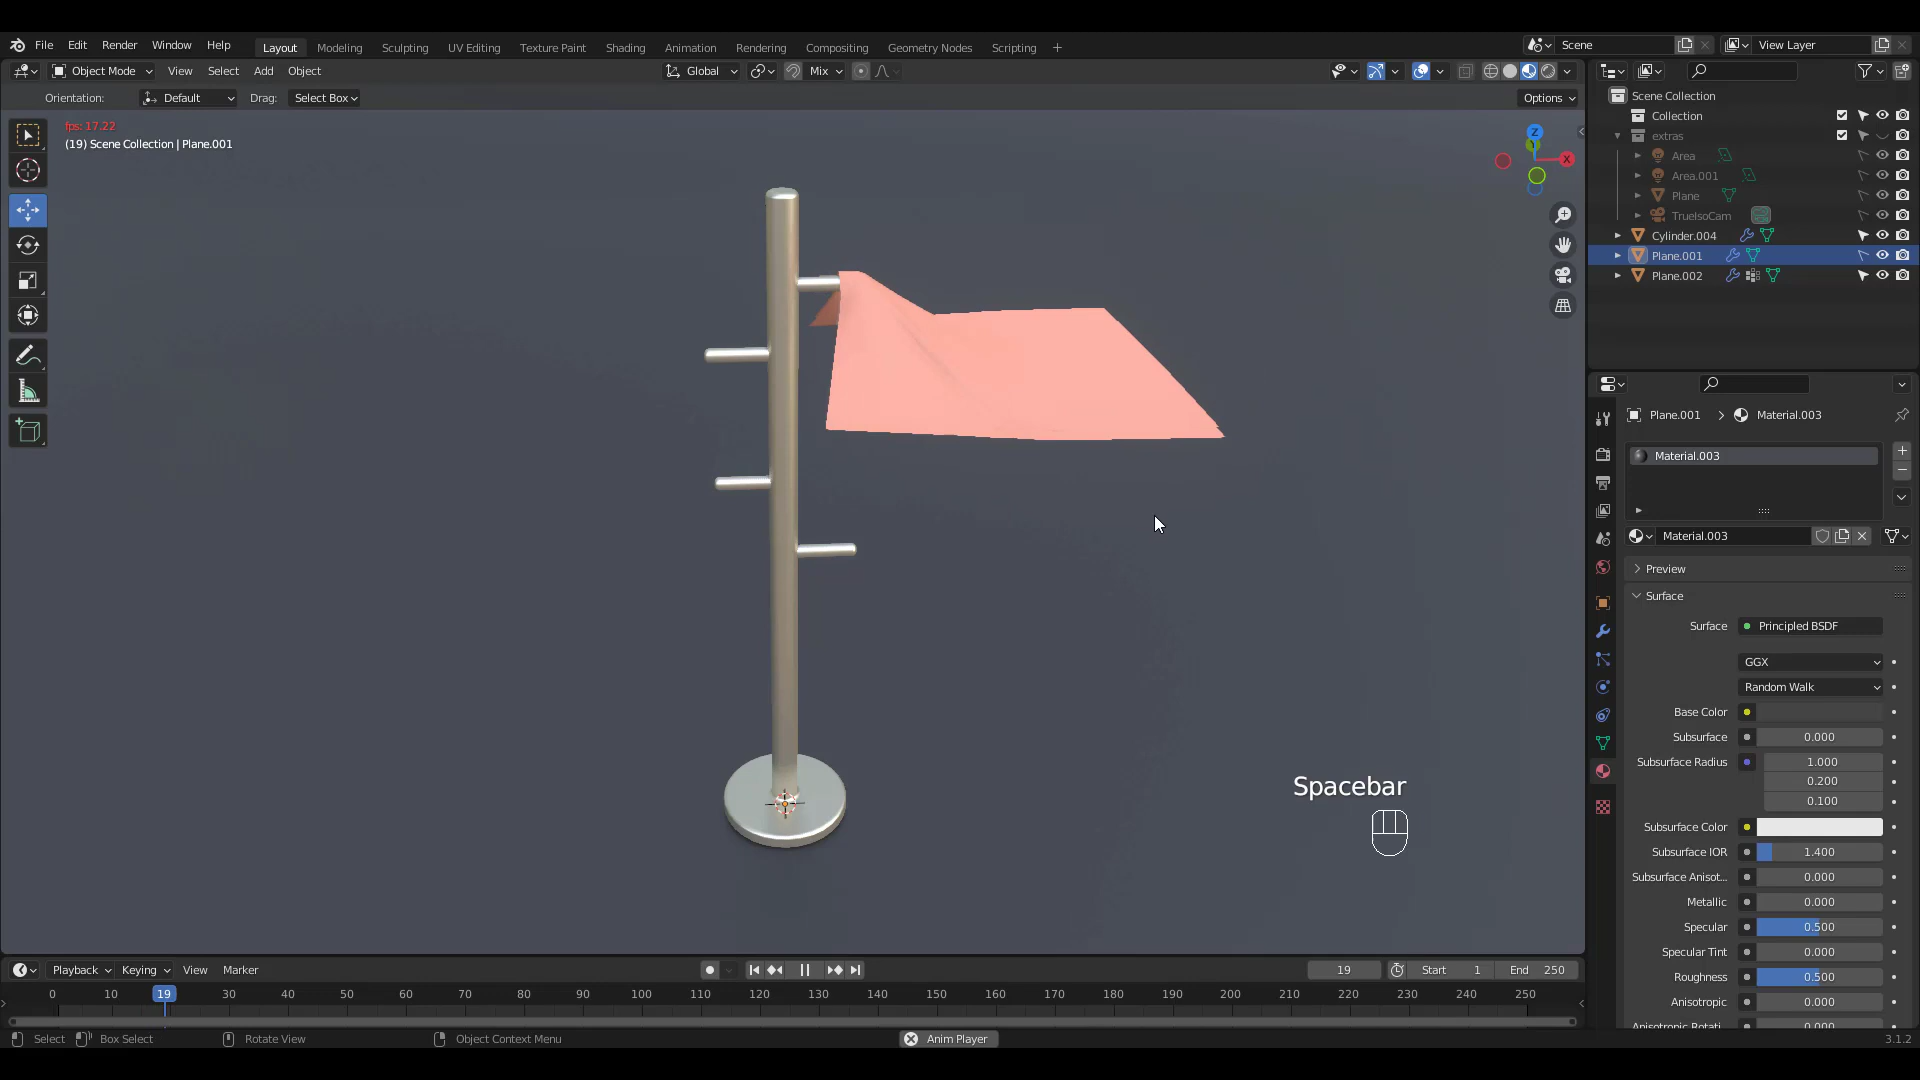 File Edit Render Window Help Layout Modeling Sculpting UV Editing Texture Paint Shading Animation Rendering Compositing Geometry Nodes Scripting + Scene View Layer
Object Mode View Select Add Object Global Mix
Orientation: Default Drag: Select Box Options
fps: 17.22
(19) Scene Collection | Plane.001
Z
Y
X
Spacebar
Scene Collection
Collection
extras
Area
Area.001
Plane
TrueIsoCam
Cylinder.004
Plane.001
Plane.002
Plane.001 Material.003
Material.003
Material.003
Preview
Surface
Surface Principled BSDF
GGX
Random Walk
Base Color
Subsurface 0.000
Subsurface Radius 1.000
0.200
0.100
Subsurface Color
Subsurface IOR 1.400
Subsurface Anisot... 0.000
Metallic 0.000
Specular 0.500
Specular Tint 0.000
Roughness 0.500
Anisotropic 0.000
Playback Keying View Marker 19 Start 1 End 250
0 10 19 30 40 50 60 70 80 90 100 110 120 130 140 150 160 170 180 190 200 210 220 230 240 250
Select Box Select Rotate View Object Context Menu Anim Player 3.1.2